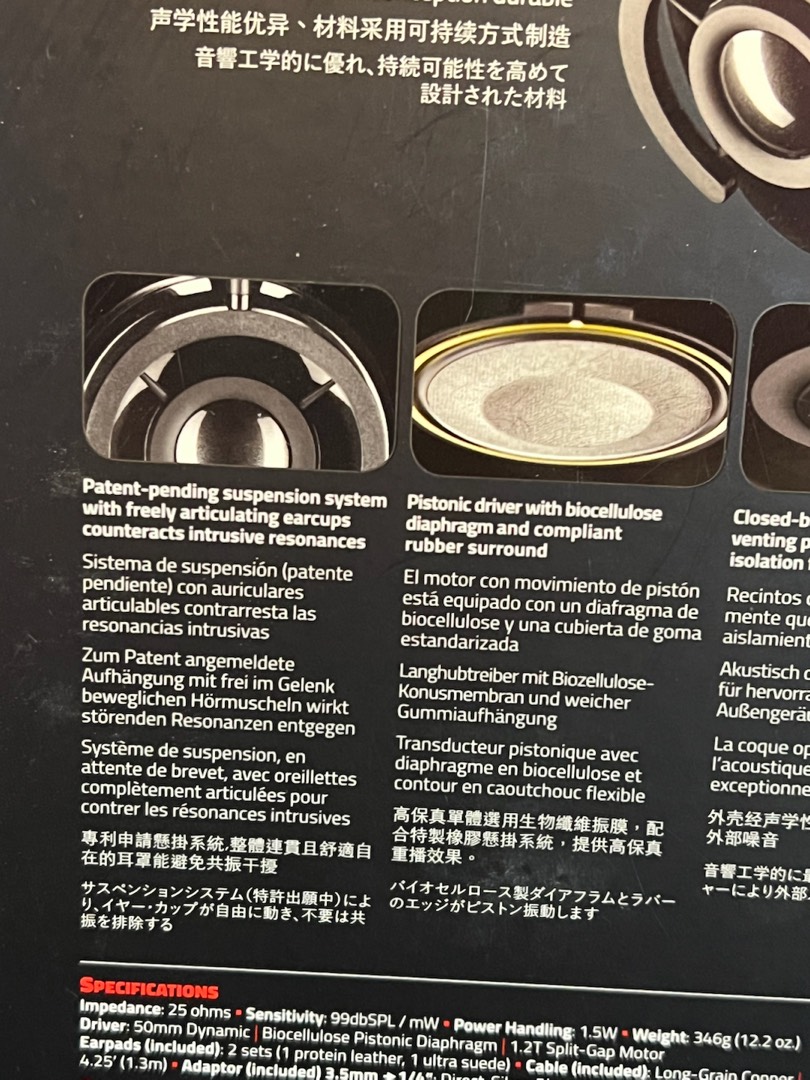 durable
声学性能优异、材料采用可持续方式制造
音響工学的に優れ、持続可能性を高めて
設計された材料
Patent-pending suspension system
with freely articulating earcups
counteracts intrusive resonances
Sistema de suspensión (patente
pendiente) con auriculares
articulables contrarresta las
resonancias intrusivas
Zum Patent angemeldete
Aufhängung mit frei im Gelenk
beweglichen Hörmuscheln wirkt
störenden Resonanzen entgegen
Système de suspension, en
attente de brevet, avec oreillettes
complètement articulées pour
contrer les résonances intrusives
專利申請懸掛系統,整體連貫且舒適自
在的耳罩能避免共振干擾
サスペンションシステム(特許出願中)によ
り、イヤー・カップが自由に動き、不要は共
振を排除する
Pistonic driver with biocellulose
diaphragm and compliant
rubber surround
El motor con movimiento de pistón
está equipado con un diafragma de
biocellulose y una cubierta de goma
estandarizada
Langhubtreiber mit Biozellulose-
Konusmembran und weicher
Gummiaufhängung
Transducteur pistonique avec
diaphragme en biocellulose et
contour en caoutchouc flexible
高保真單體選用生物纖維振膜，配
合特製橡膠懸掛系統，提供高保真
重播效果。
バイオセルロース製ダイアフラムとラバー
のエッジがピストン振動します
Closed-b
venting p
isolation
Recintos
mente que
aislamient
Akustisch
für hervorra
Außengerä
La coque op
l'acoustique
exceptionne
外壳经声学性
外部噪音
音響工学的に
ャーにより外部
SPECIFICATIONS
Impedance: 25 ohms • Sensitivity: 99dbSPL / mW • Power Handling: 1.5W • Weight: 346g (12.2 oz.)
Driver: 50mm Dynamic | Biocellulose Pistonic Diaphragm | 1.2T Split-Gap Motor
Earpads (included): 2 sets (1 protein leather, 1 ultra suede) • Cable (included): Long-Grain Copper |
4.25' (1.3m) • Adaptor (included) 3.5mm → 1/4":